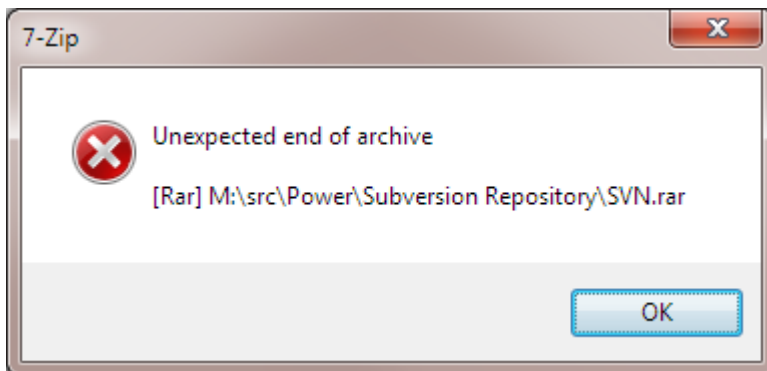 7-Zip
Unexpected end of archive
[Rar] M:\src\Power\Subversion Repository\SVN.rar
OK